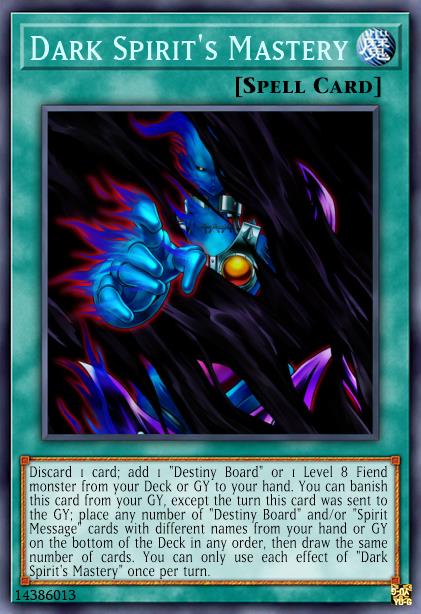 Dark Spirit's Mastery
魔
[Spell Card]
Discard 1 card; add 1 "Destiny Board" or 1 Level 8 Fiend
monster from your Deck or GY to your hand. You can banish
this card from your GY, except the turn this card was sent to
the GY; place any number of "Destiny Board" and/or "Spirit
Message" cards with different names from your hand or GY
on the bottom of the Deck in any order, then draw the same
number of cards. You can only use each effect of "Dark
Spirit's Mastery" once per turn.
14386013